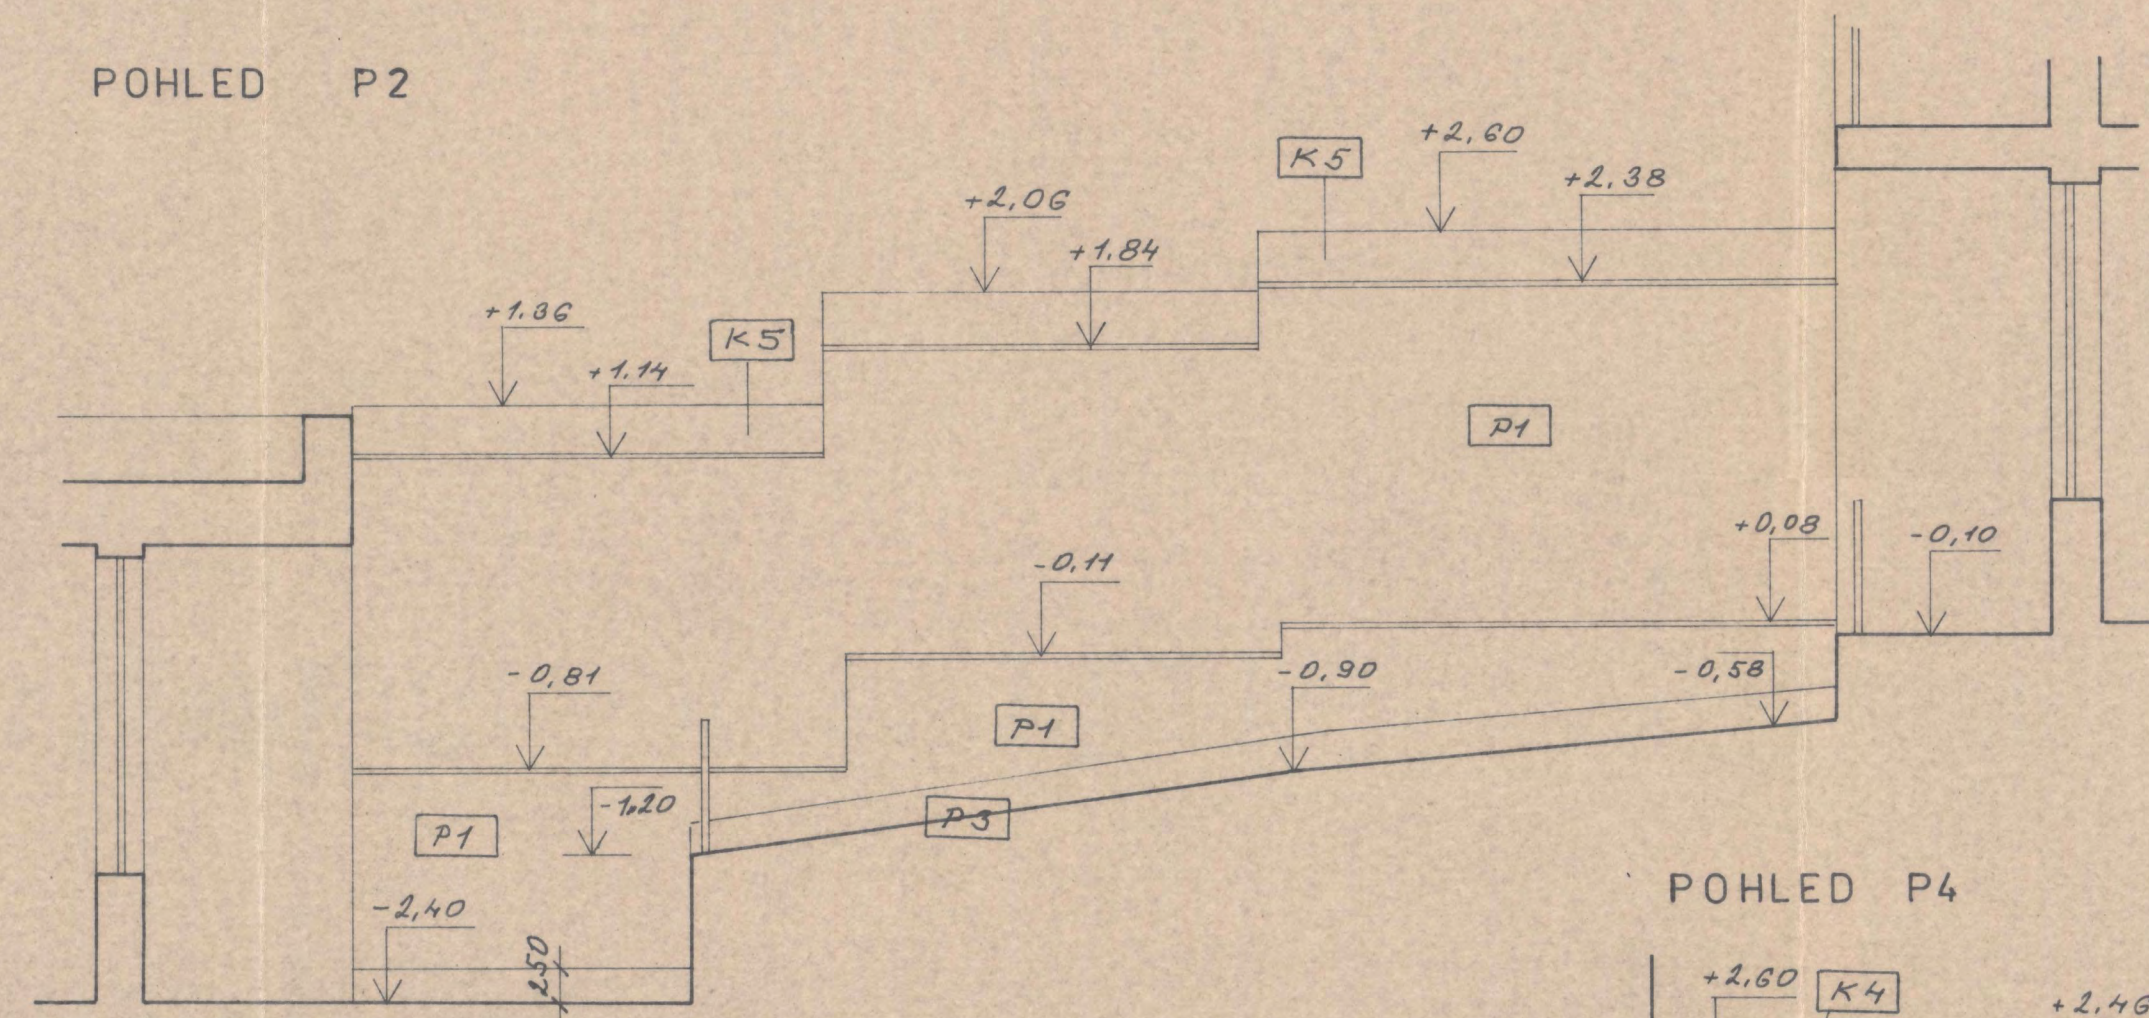 POHLED P2
+2,60
K5
+2,38
+2,06
+1.84
+1.36
K5
+1.14
P1
+0,08
-0,10
-0,11
-0,81
-0,90
-0,58
P1
-1,20
P1
P3
POHLED P4
-2,40
250
+2,60
K4
+2,46